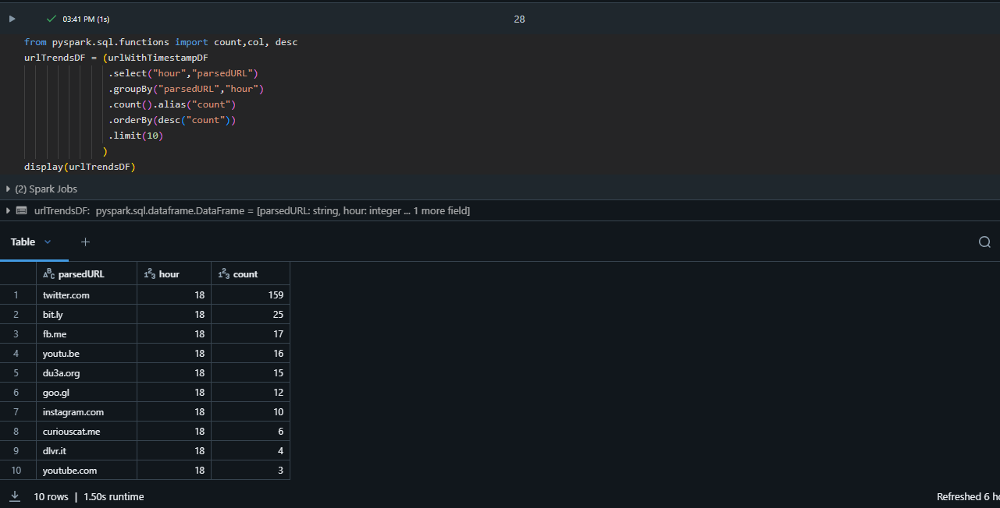 03:41 PM (1s)
28
from pyspark.sql.functions import count,col, desc
urlTrendsDF = (urlWithTimestampDF
.select("hour","parsedURL")
.groupBy("parsedURL","hour")
.count().alias("count")
.orderBy(desc("count"))
.limit(10)
)
display(urlTrendsDF)
(2) Spark Jobs
urlTrendsDF: pyspark.sql.dataframe.DataFrame = [parsedURL: string, hour: integer ... 1 more field]
Table
parsedURL hour count
1 twitter.com 18 159
2 bit.ly 18 25
3 fb.me 18 17
4 youtu.be 18 16
5 du3a.org 18 15
6 goo.gl 18 12
7 instagram.com 18 10
8 curiouscat.me 18 6
9 dlvr.it 18 4
10 youtube.com 18 3
10 rows | 1.50s runtime
Refreshed 6